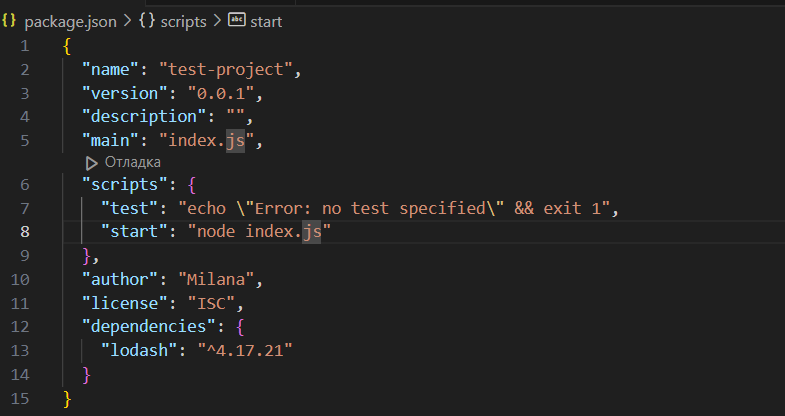 {} package.json > {} scripts > abc start
1 {
2 "name": "test-project",
3 "version": "0.0.1",
4 "description": "",
5 "main": "index.js",
Отладка
6 "scripts": {
7 "test": "echo \"Error: no test specified\" && exit 1",
8 "start": "node index.js"
9 },
10 "author": "Milana",
11 "license": "ISC",
12 "dependencies": {
13 "lodash": "^4.17.21"
14 }
15 }